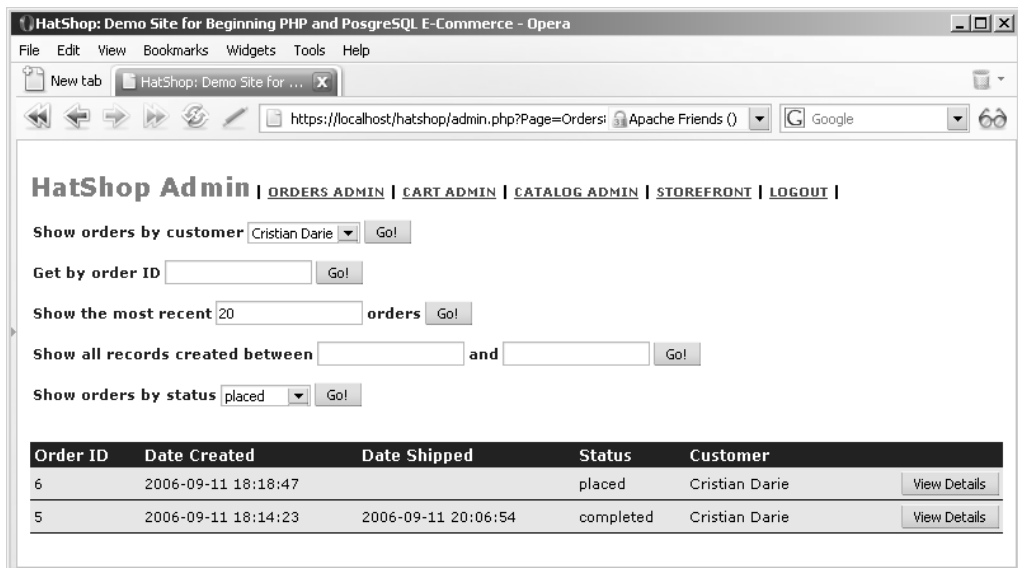 HatShop: Demo Site for Beginning PHP and PosgreSQL E-Commerce - Opera
File Edit View Bookmarks Widgets Tools Help
New tab HatShop: Demo Site for ...
https://localhost/hatshop/admin.php?Page=Orders Apache Friends () G Google
HatShop Admin | ORDERS ADMIN | CART ADMIN | CATALOG ADMIN | STOREFRONT | LOGOUT |
Show orders by customer Cristian Darie Go!
Get by order ID Go!
Show the most recent 20 orders Go!
Show all records created between and Go!
Show orders by status placed Go!
Order ID Date Created Date Shipped Status Customer
6 2006-09-11 18:18:47 placed Cristian Darie View Details
5 2006-09-11 18:14:23 2006-09-11 20:06:54 completed Cristian Darie View Details